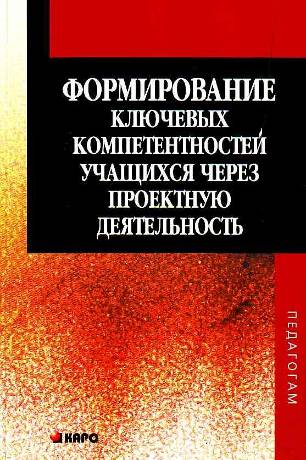 ФОРМИРОВАНИЕ
КЛЮЧЕВЫХ
КОМПЕТЕНТНОСТЕЙ
УЧАЩИХСЯ ЧЕРЕЗ
ПРОЕКТНУЮ
ДЕЯТЕЛЬНОСТЬ
ПЕДАГОГАМ
КАРО